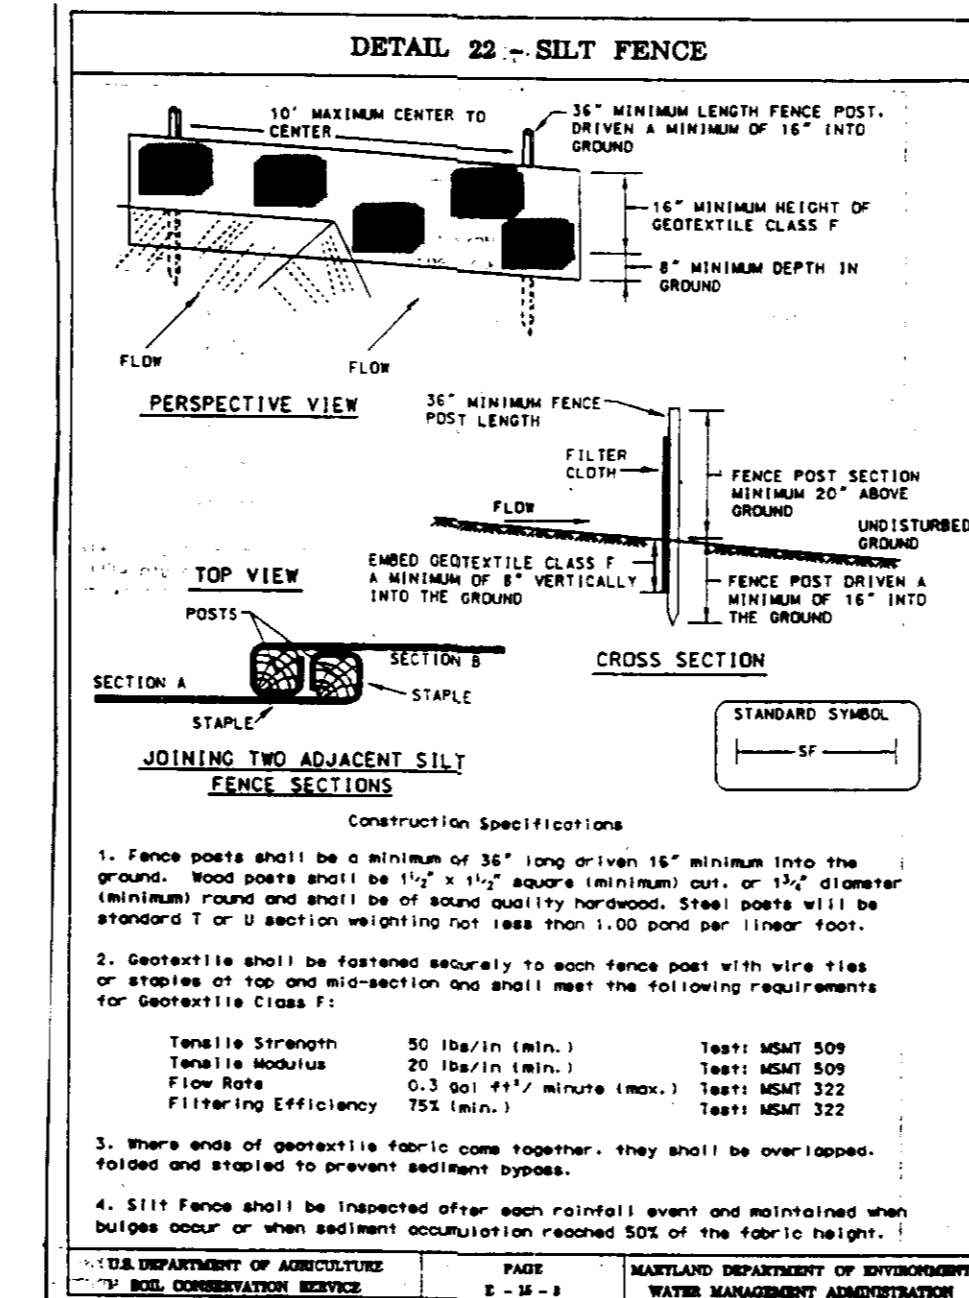 DETAIL 22 - SILT FENCE
10' MAXIMUM CENTER TO
CENTER
36" MINIMUM LENGTH FENCE POST.
DRIVEN A MINIMUM OF 16" INTO
GROUND
16" MINIMUM HEIGHT OF
GEOTEXTILE CLASS F
8" MINIMUM DEPTH IN
GROUND
FLOW
FLOW
PERSPECTIVE VIEW
36" MINIMUM FENCE
POST LENGTH
FILTER
CLOTH
FLOW
FENCE POST SECTION
MINIMUM 20" ABOVE
GROUND
UNDISTURBED
GROUND
EMBED GEOTEXTILE CLASS F
A MINIMUM OF 8" VERTICALLY
INTO THE GROUND
FENCE POST DRIVEN A
MINIMUM OF 16" INTO
THE GROUND
CROSS SECTION
TOP VIEW
POSTS
SECTION B
SECTION A
STAPLE
STAPLE
JOINING TWO ADJACENT SILT
FENCE SECTIONS
STANDARD SYMBOL
SF
Construction Specifications
1. Fence posts shall be a minimum of 36" long driven 16" minimum into the
ground. Wood posts shall be 1 1/2" x 1 1/2" square (minimum) cut. or 1 3/4" diameter
(minimum) round and shall be of sound quality hardwood. Steel posts will be
standard T or U section weighting not less than 1.00 pond per linear foot.
2. Geotextile shall be fastened securely to each fence post with wire ties
or staples at top and mid-section and shall meet the following requirements
for Geotextile Class F:
Tensile Strength 50 lbs/in (min.) Test: MSMT 509
Tensile Modulus 20 lbs/in (min.) Test: MSMT 509
Flow Rate 0.3 gal ft²/ minute (max.) Test: MSMT 322
Filtering Efficiency 75% (min.) Test: MSMT 322
3. Where ends of geotextile fabric come together. they shall be overlapped.
folded and stapled to prevent sediment bypass.
4. Silt Fence shall be inspected after each rainfall event and maintained when
bulges occur or when sediment accumulation reached 50% of the fabric height.
U.S. DEPARTMENT OF AGRICULTURE
SOIL CONSERVATION SERVICE
PAGE
E - 15 - 3
MARYLAND DEPARTMENT OF ENVIRONMENT
WATER MANAGEMENT ADMINISTRATION